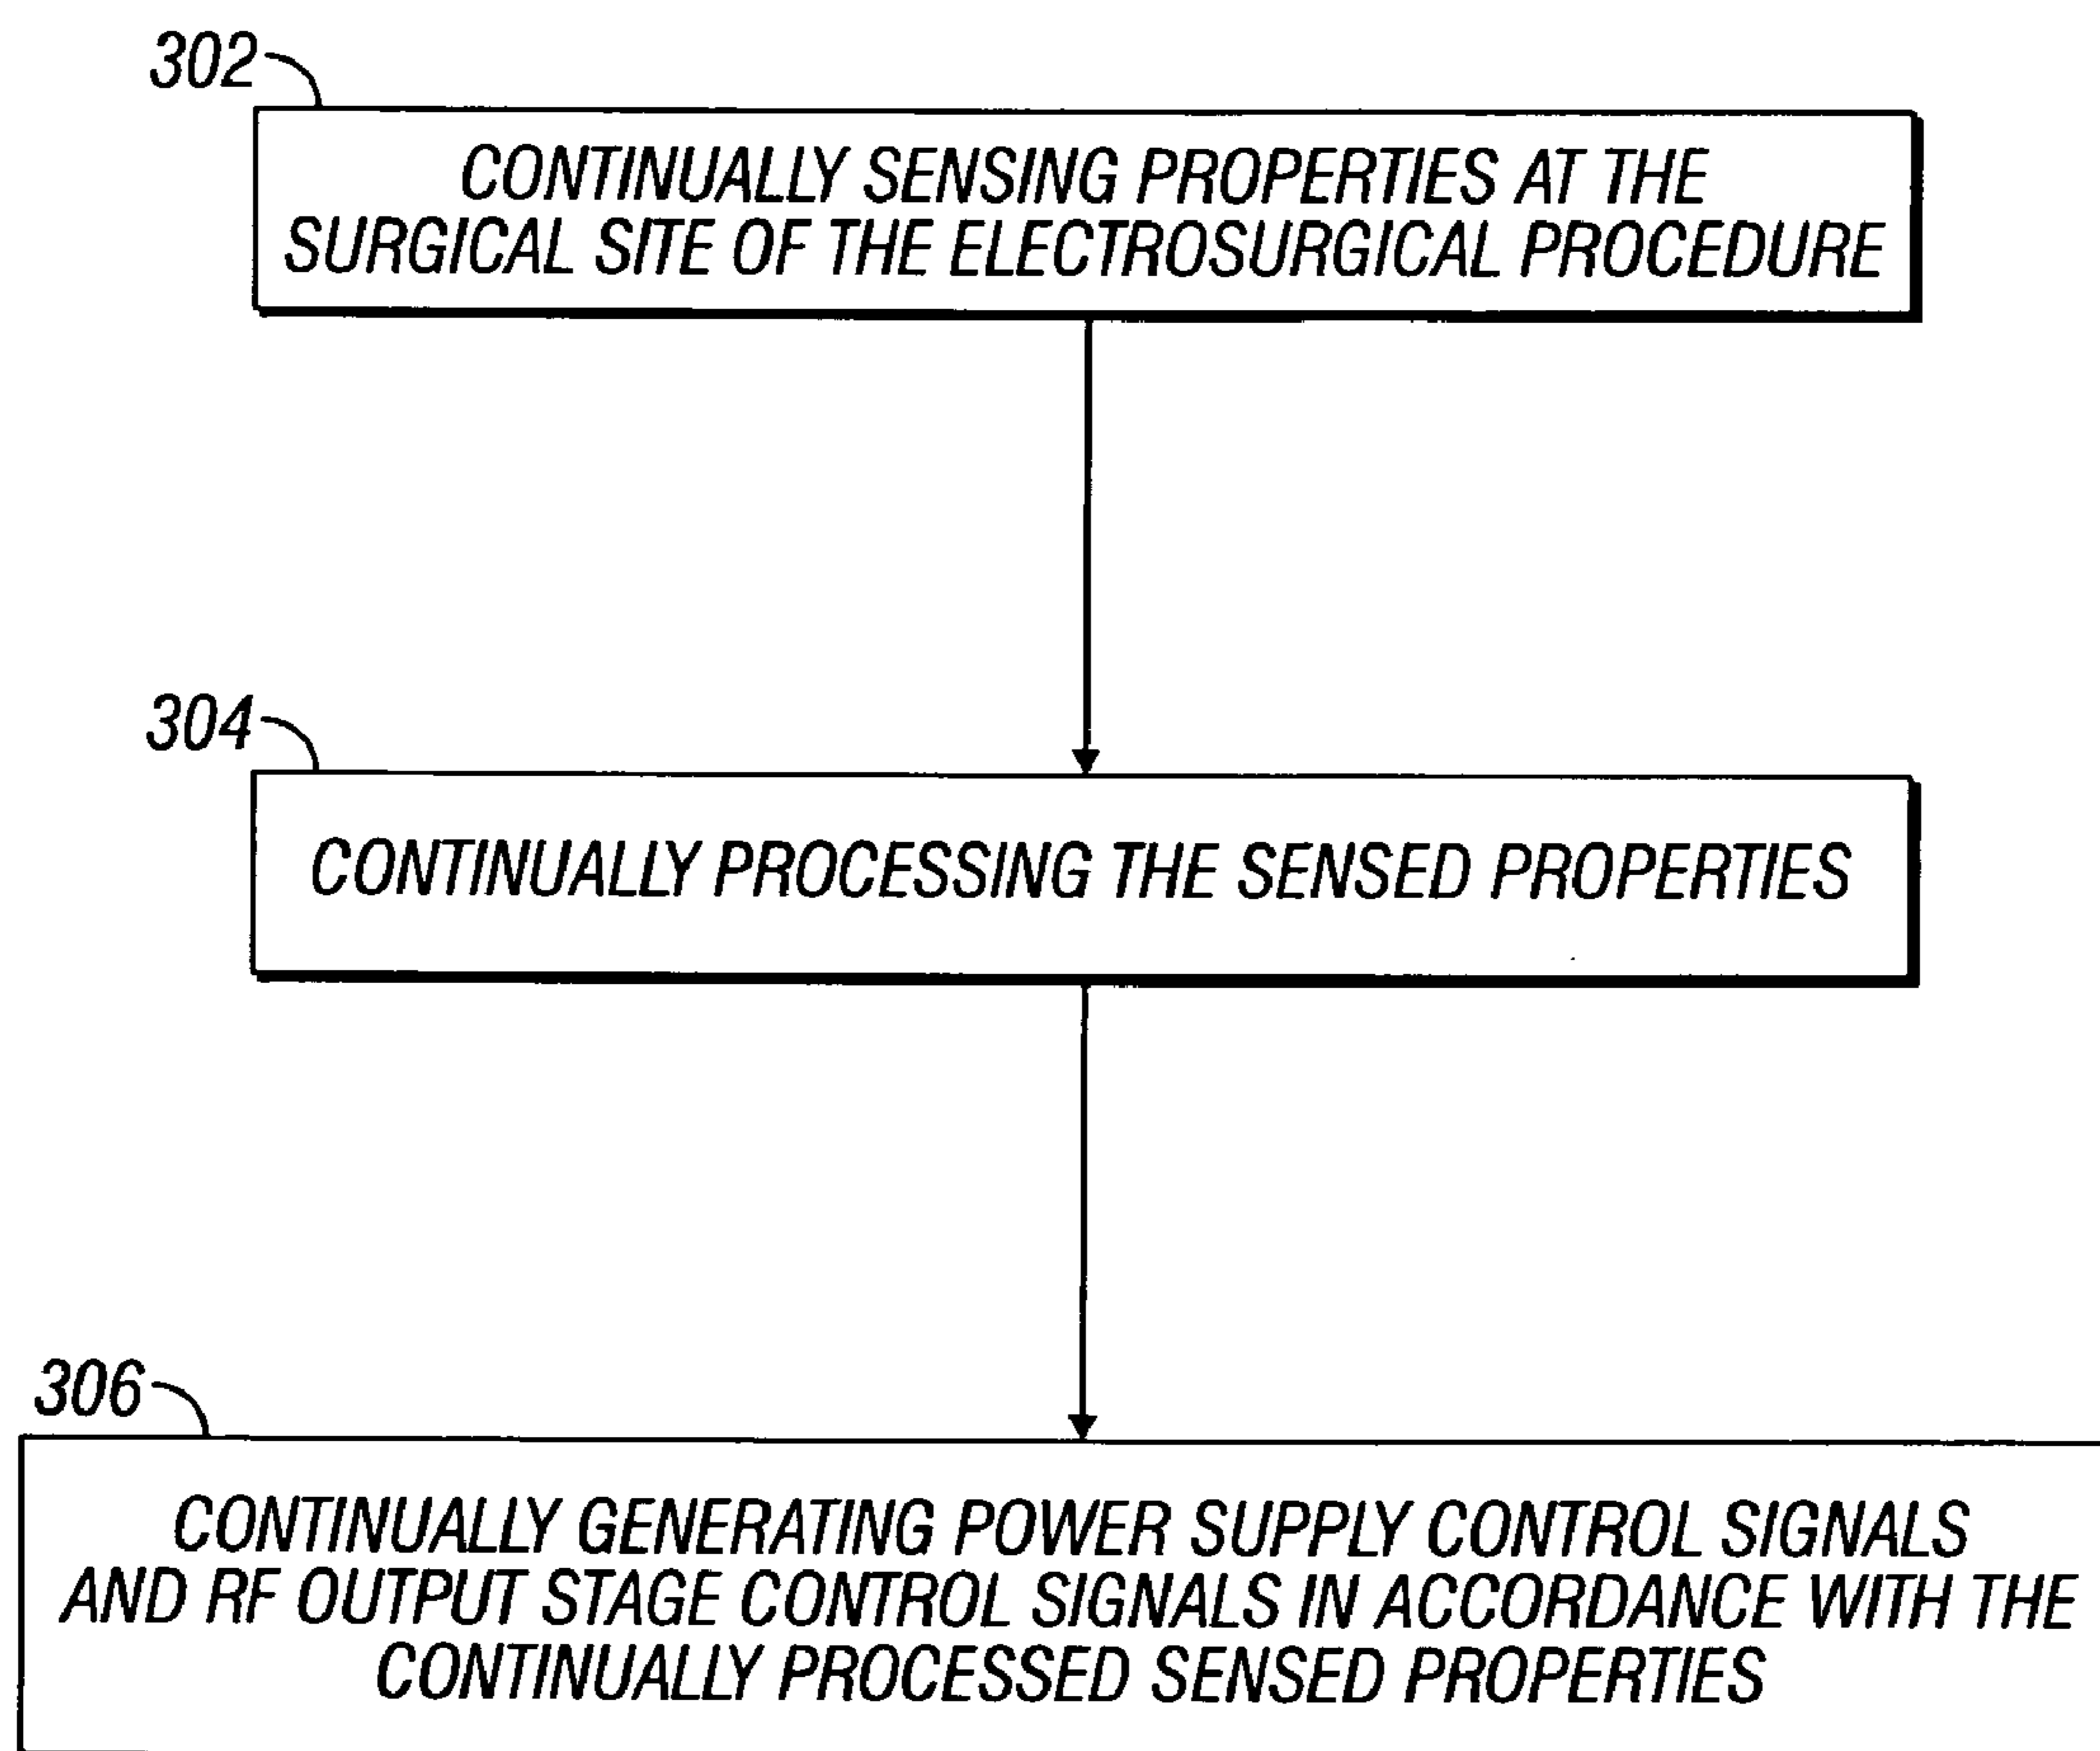 302
CONTINUALLY SENSING PROPERTIES AT THE
SURGICAL SITE OF THE ELECTROSURGICAL PROCEDURE
304
CONTINUALLY PROCESSING THE SENSED PROPERTIES
306
CONTINUALLY GENERATING POWER SUPPLY CONTROL SIGNALS
AND RF OUTPUT STAGE CONTROL SIGNALS IN ACCORDANCE WITH THE
CONTINUALLY PROCESSED SENSED PROPERTIES